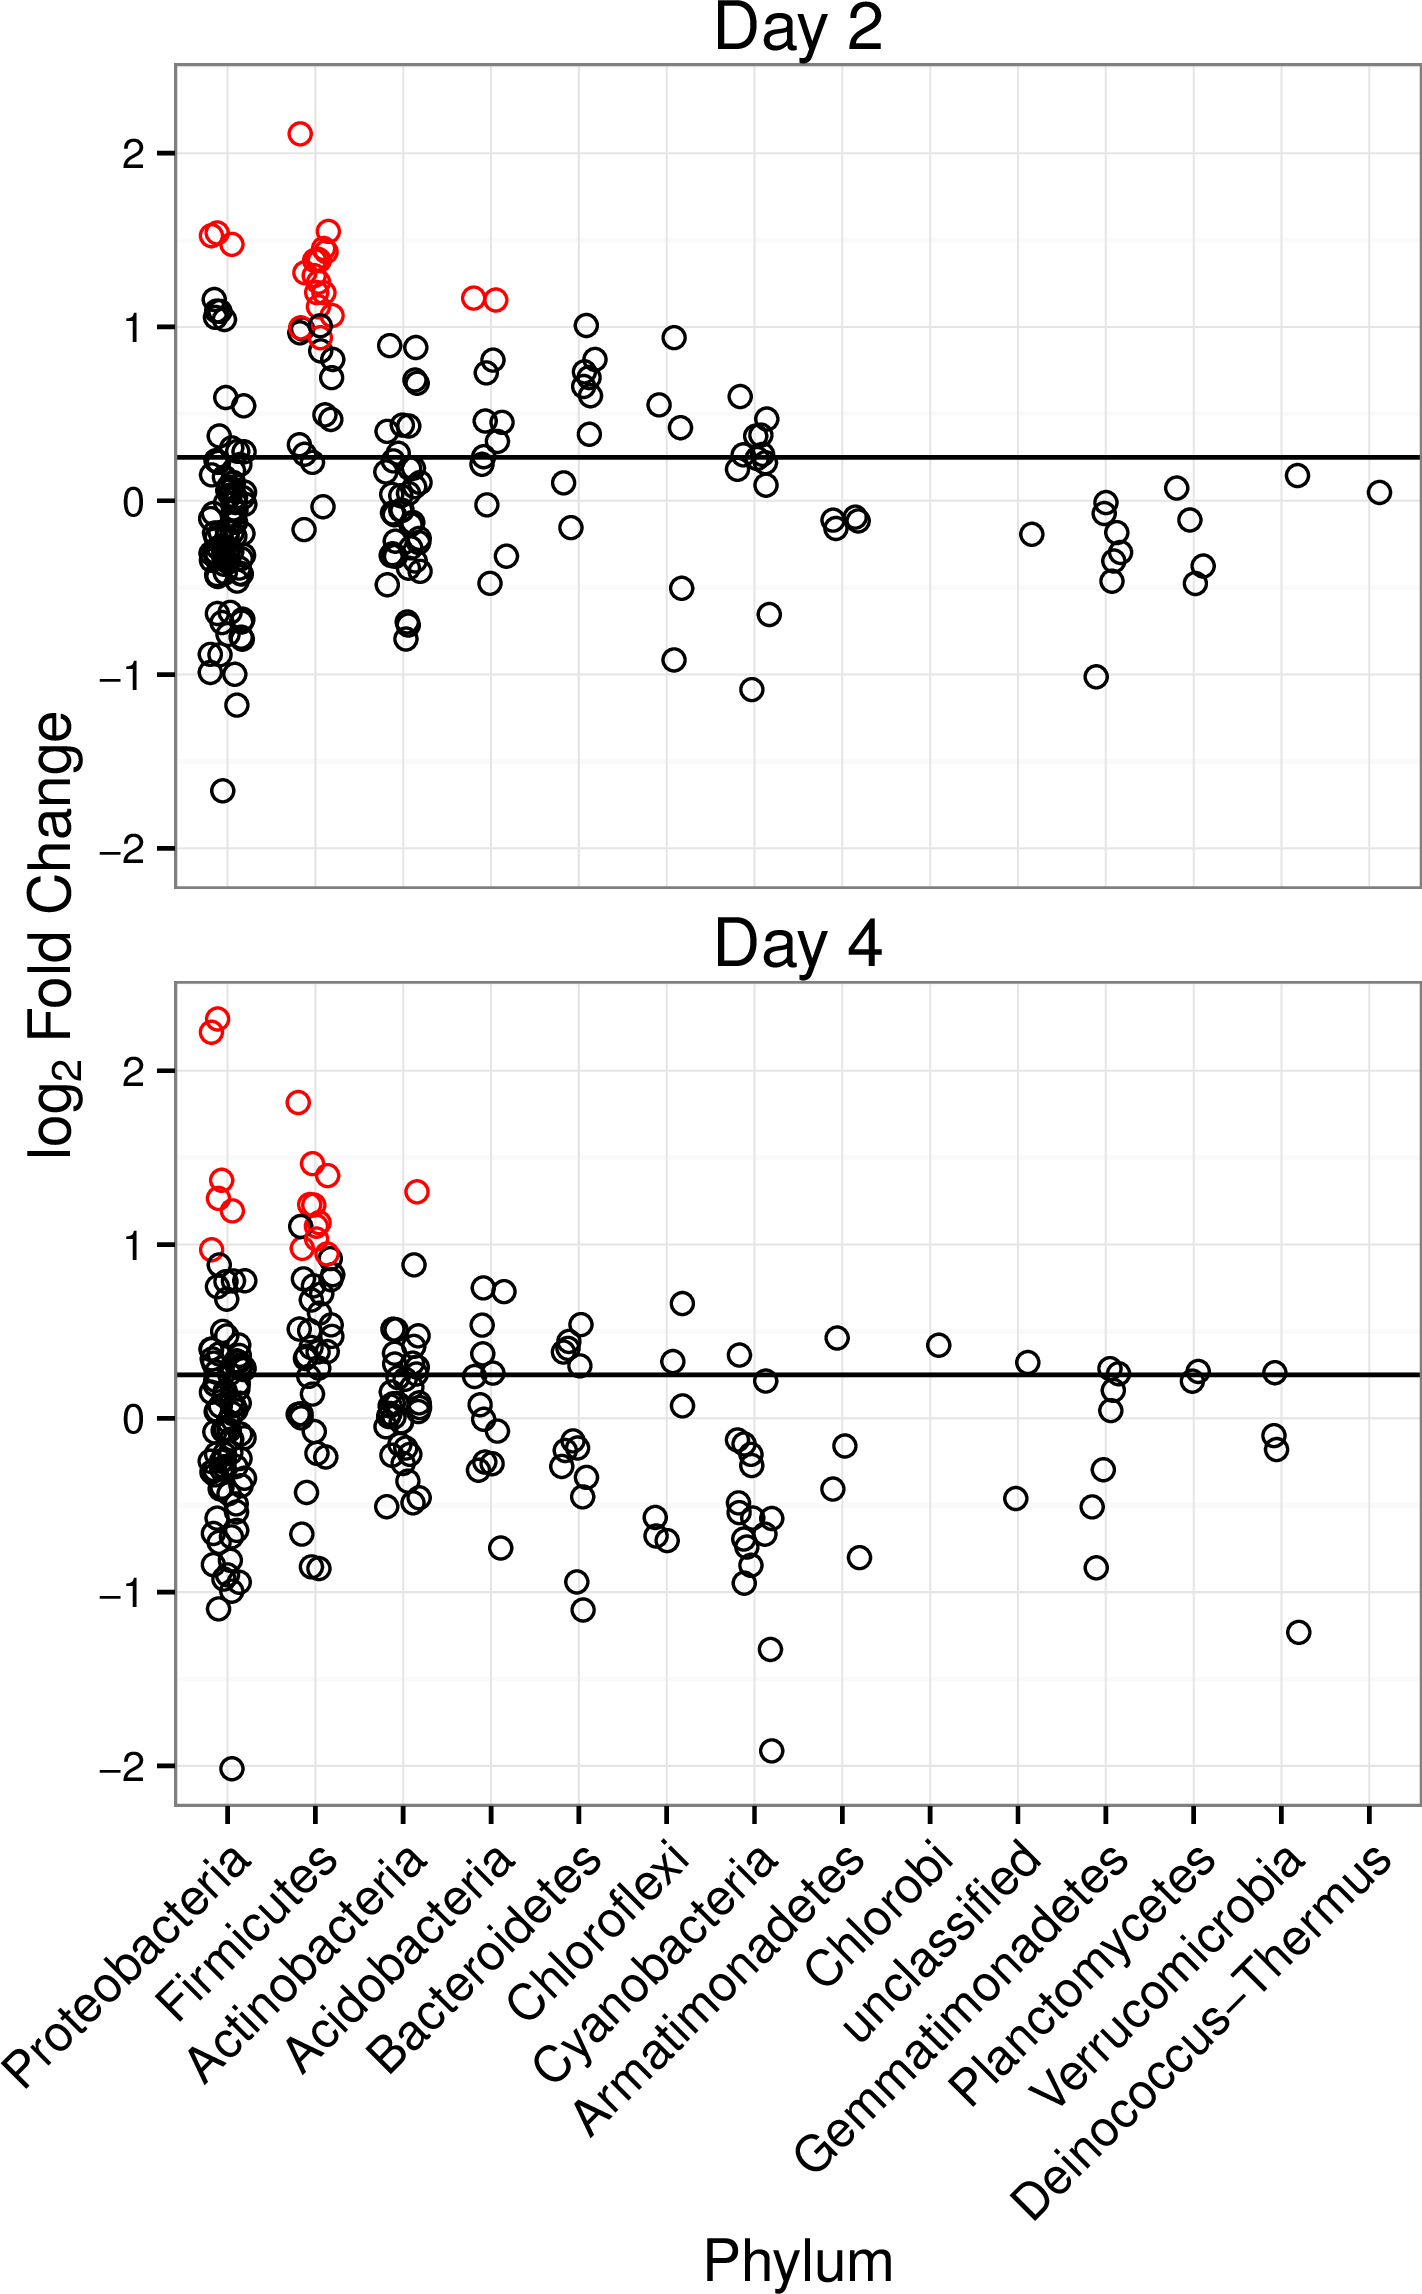 Day 2
2
1
0
−1
−2
log₂ Fold Change
Day 4
2
1
0
−1
−2
Proteobacteria
Firmicutes
Actinobacteria
Acidobacteria
Bacteroidetes
Chloroflexi
Cyanobacteria
Armatimonadetes
Chlorobi
unclassified
Gemmatimonadetes
Planctomycetes
Verrucomicrobia
Deinococcus−Thermus
Phylum